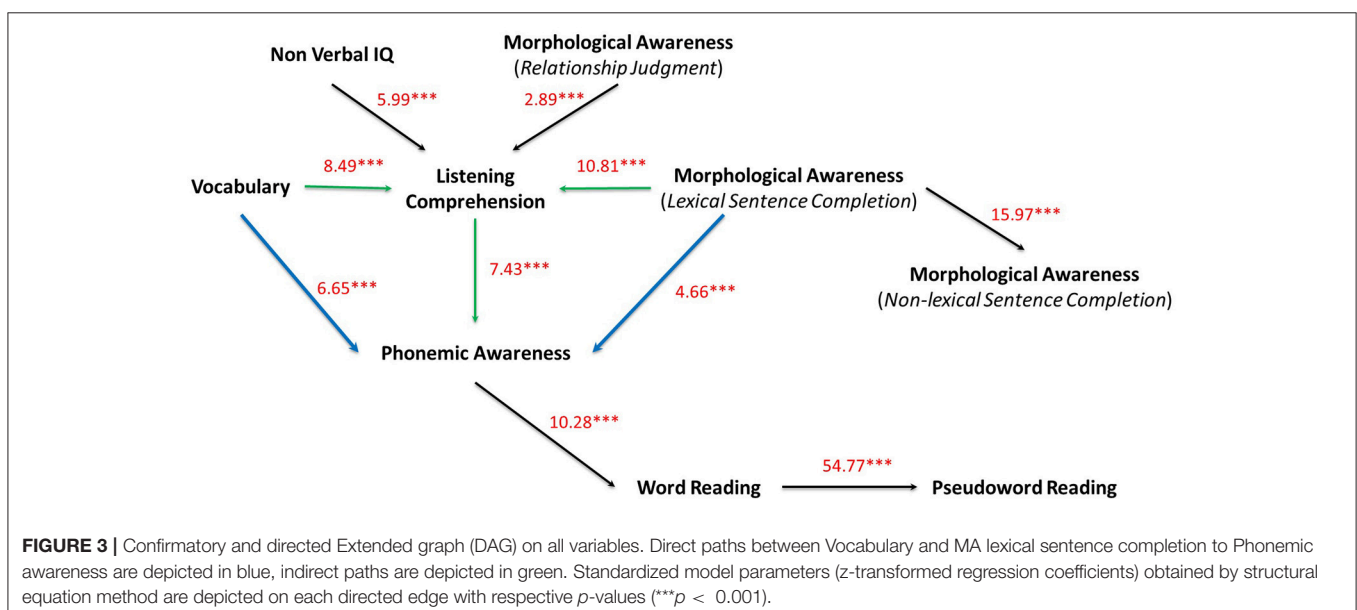 Non Verbal IQ
Morphological Awareness
(Relationship Judgment)
5.99***
2.89***
8.49***
10.81***
Vocabulary
Listening
Comprehension
Morphological Awareness
(Lexical Sentence Completion)
15.97***
7.43***
6.65***
4.66***
Morphological Awareness
(Non-lexical Sentence Completion)
Phonemic Awareness
10.28***
54.77***
Word Reading
Pseudoword Reading
FIGURE 3 | Confirmatory and directed Extended graph (DAG) on all variables. Direct paths between Vocabulary and MA lexical sentence completion to Phonemic
awareness are depicted in blue, indirect paths are depicted in green. Standardized model parameters (z-transformed regression coefficients) obtained by structural
equation method are depicted on each directed edge with respective p-values (***p < 0.001).